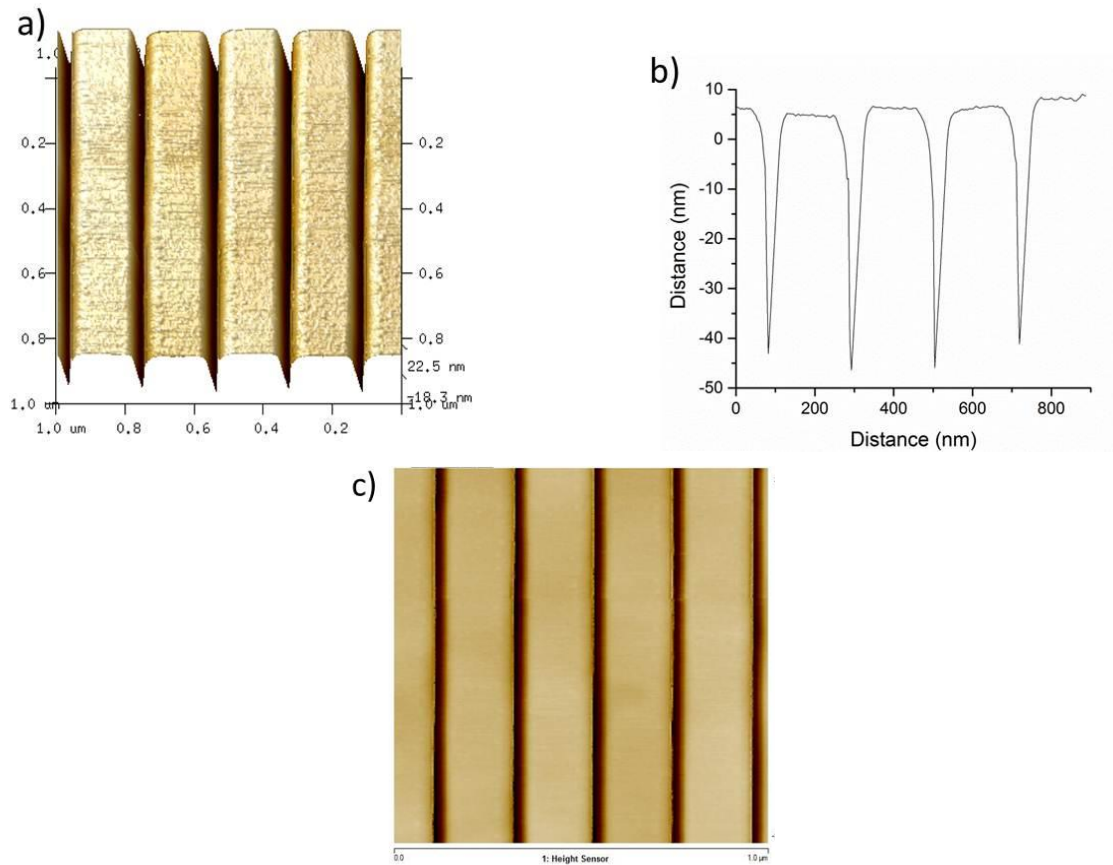 a)
1.0
0.2
0.4
0.6
0.8
1.0 um
0.2
0.4
0.6
0.8
22.5 nm
-18.3 nm
1.0 um
1.0 um 0.8 0.6 0.4 0.2
b)
10
0
-10
-20
-30
-40
-50
Distance (nm)
0 200 400 600 800
Distance (nm)
c)
0.0 1: Height Sensor 1.0 µm